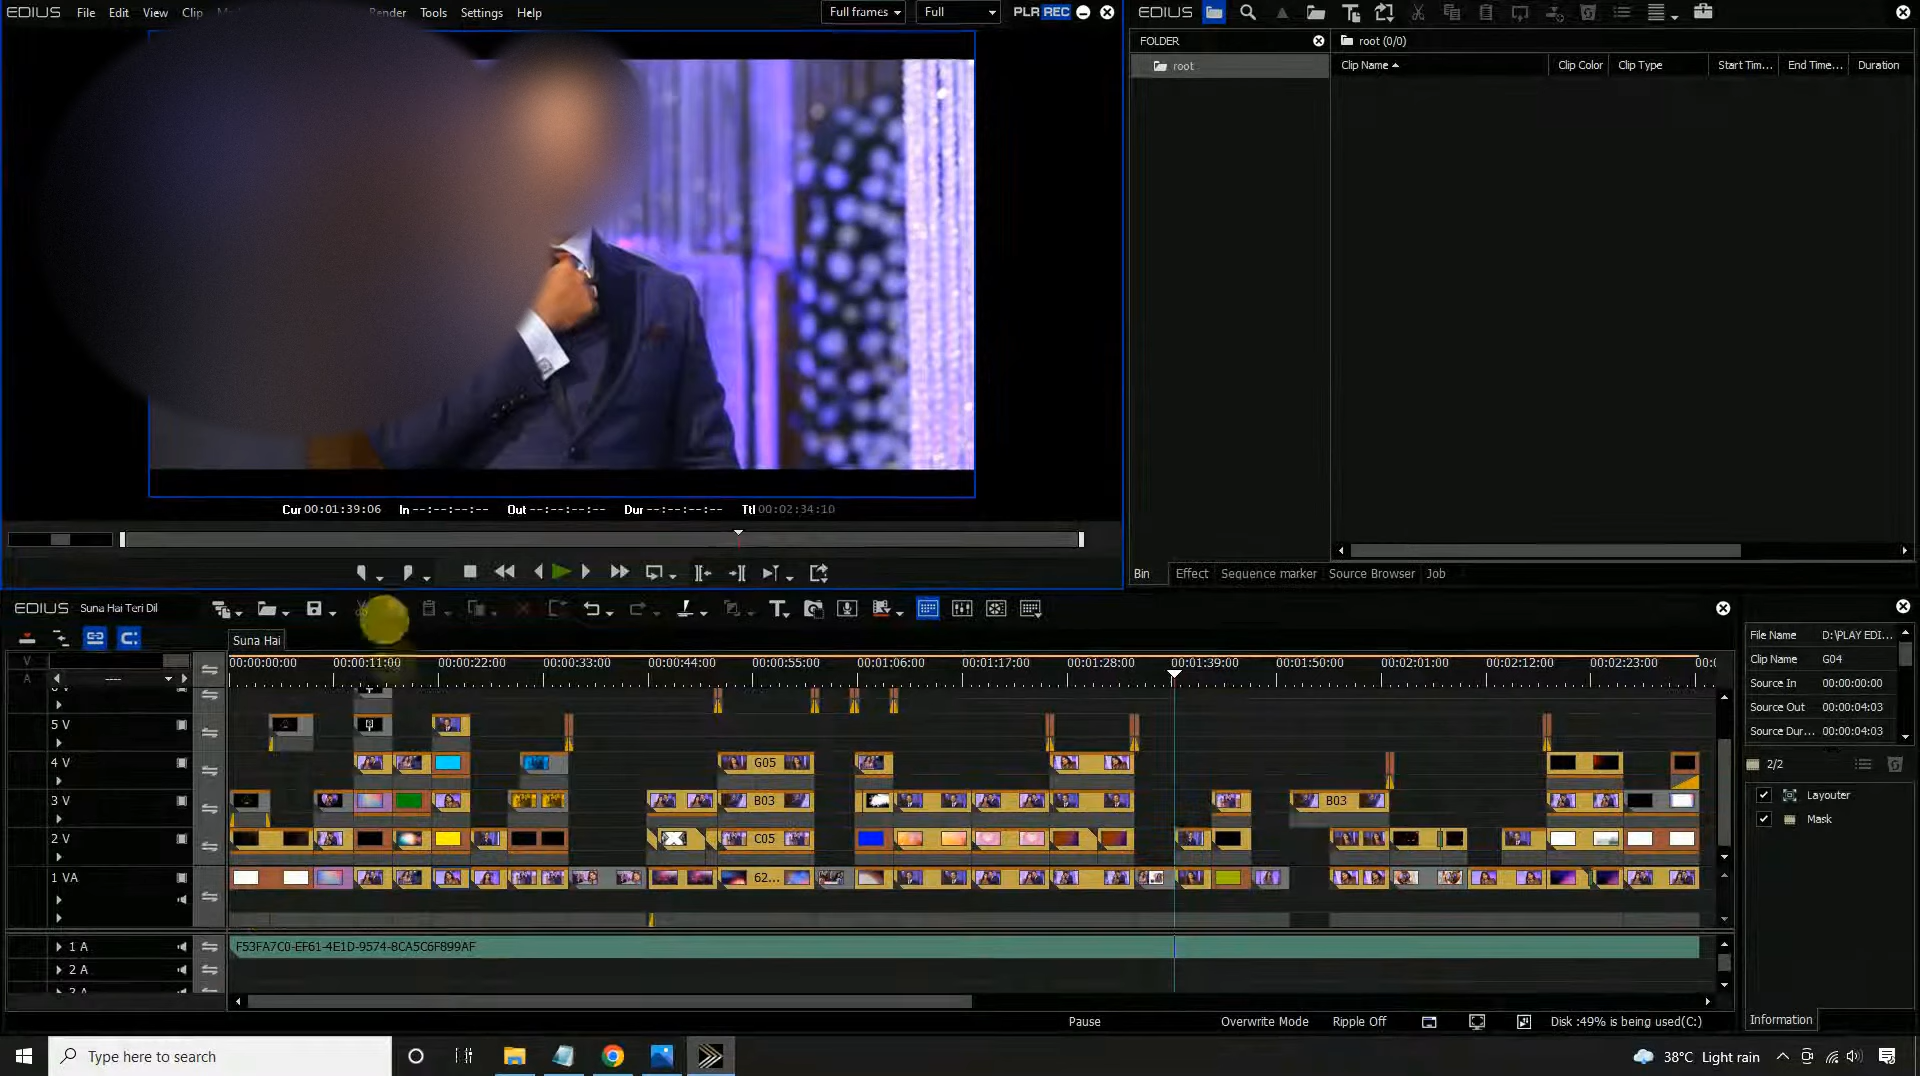 EDIUS File Edit View Clip Render Tools Settings Help Full frames Full PLR REC
EDIUS
FOLDER
root (0/0)
root
Clip Name Clip Color Clip Type Start Tim... End Time... Duration
Cur 00:01:39:06 In --:--:--:-- Out --:--:--:-- Dur --:--:--:-- Ttl 00:02:34:10
Bin Effect Sequence marker Source Browser Job
EDIUS Suna Hai Teri Dil
Suna Hai
00:00:00:00 00:00:11:00 00:00:22:00 00:00:33:00 00:00:44:00 00:00:55:00 00:01:06:00 00:01:17:00 00:01:28:00 00:01:39:00 00:01:50:00 00:02:01:00 00:02:12:00 00:02:23:00
V
A
5 V
4 V
G05
3 V
B03
B03
2 V
C05
1 VA
62...
1 A
F53FA7C0-EF61-4E1D-9574-8CA5C6F899AF
2 A
File Name D:\PLAY EDI...
Clip Name G04
Source In 00:00:00:00
Source Out 00:00:04:03
Source Dur... 00:00:04:03
2/2
Layouter
Mask
Information
Pause Overwrite Mode Ripple Off Disk :49% is being used(C:)
Type here to search
38°C Light rain